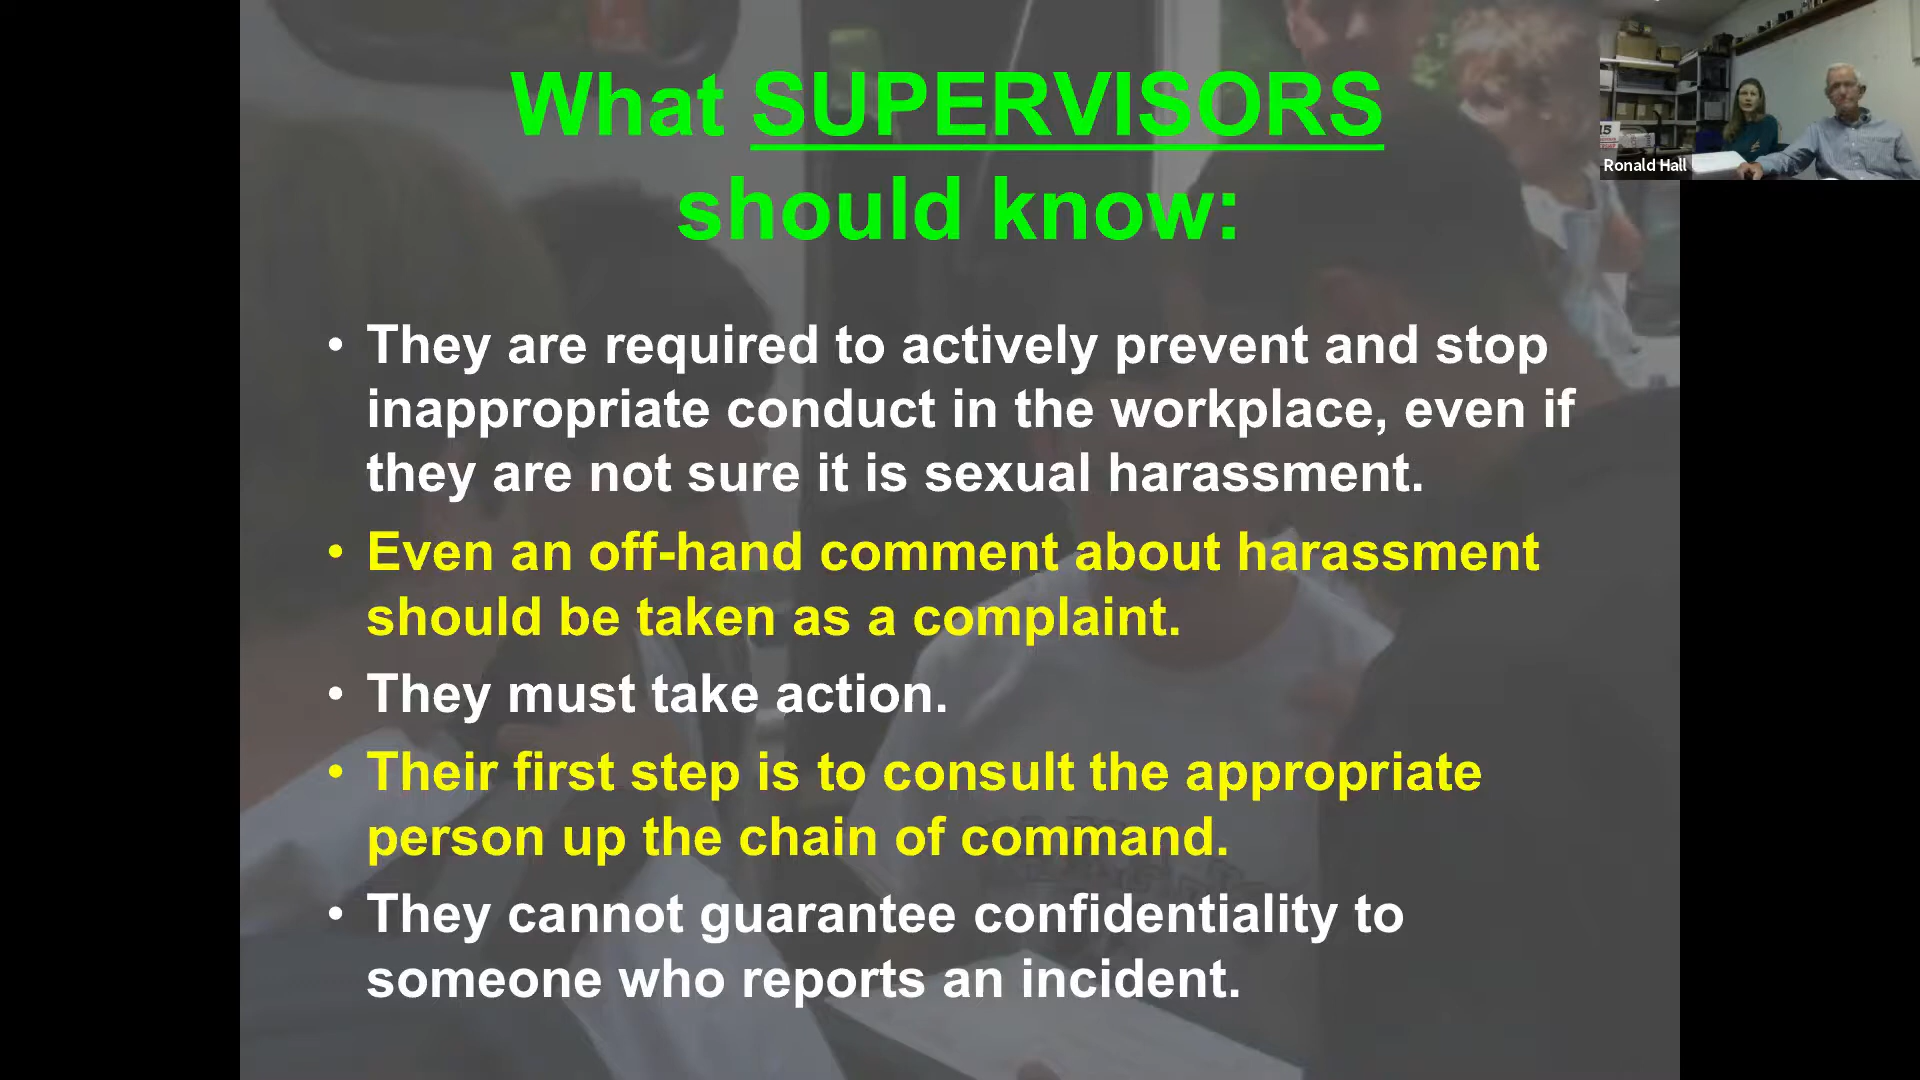 What SUPERVISORS
should know:
Ronald Hall
15
• They are required to actively prevent and stop
inappropriate conduct in the workplace, even if
they are not sure it is sexual harassment.
• Even an off-hand comment about harassment
should be taken as a complaint.
• They must take action.
• Their first step is to consult the appropriate
person up the chain of command.
• They cannot guarantee confidentiality to
someone who reports an incident.